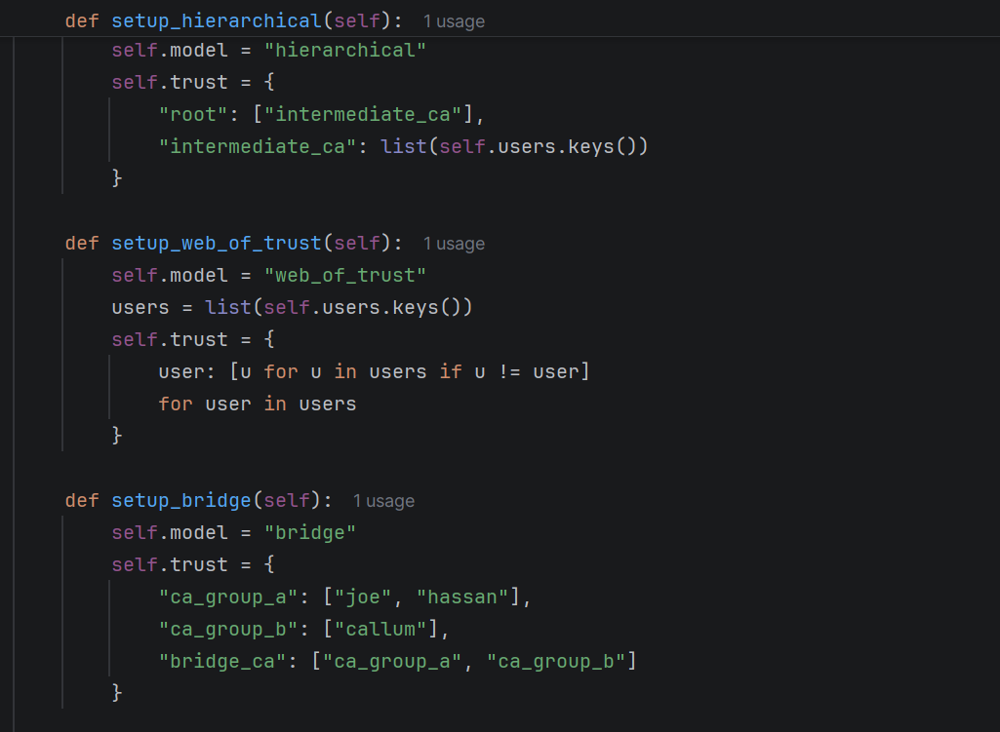 def setup_hierarchical(self): 1 usage
self.model = "hierarchical"
self.trust = {
"root": ["intermediate_ca"],
"intermediate_ca": list(self.users.keys())
}
def setup_web_of_trust(self): 1 usage
self.model = "web_of_trust"
users = list(self.users.keys())
self.trust = {
user: [u for u in users if u != user]
for user in users
}
def setup_bridge(self): 1 usage
self.model = "bridge"
self.trust = {
"ca_group_a": ["joe", "hassan"],
"ca_group_b": ["callum"],
"bridge_ca": ["ca_group_a", "ca_group_b"]
}